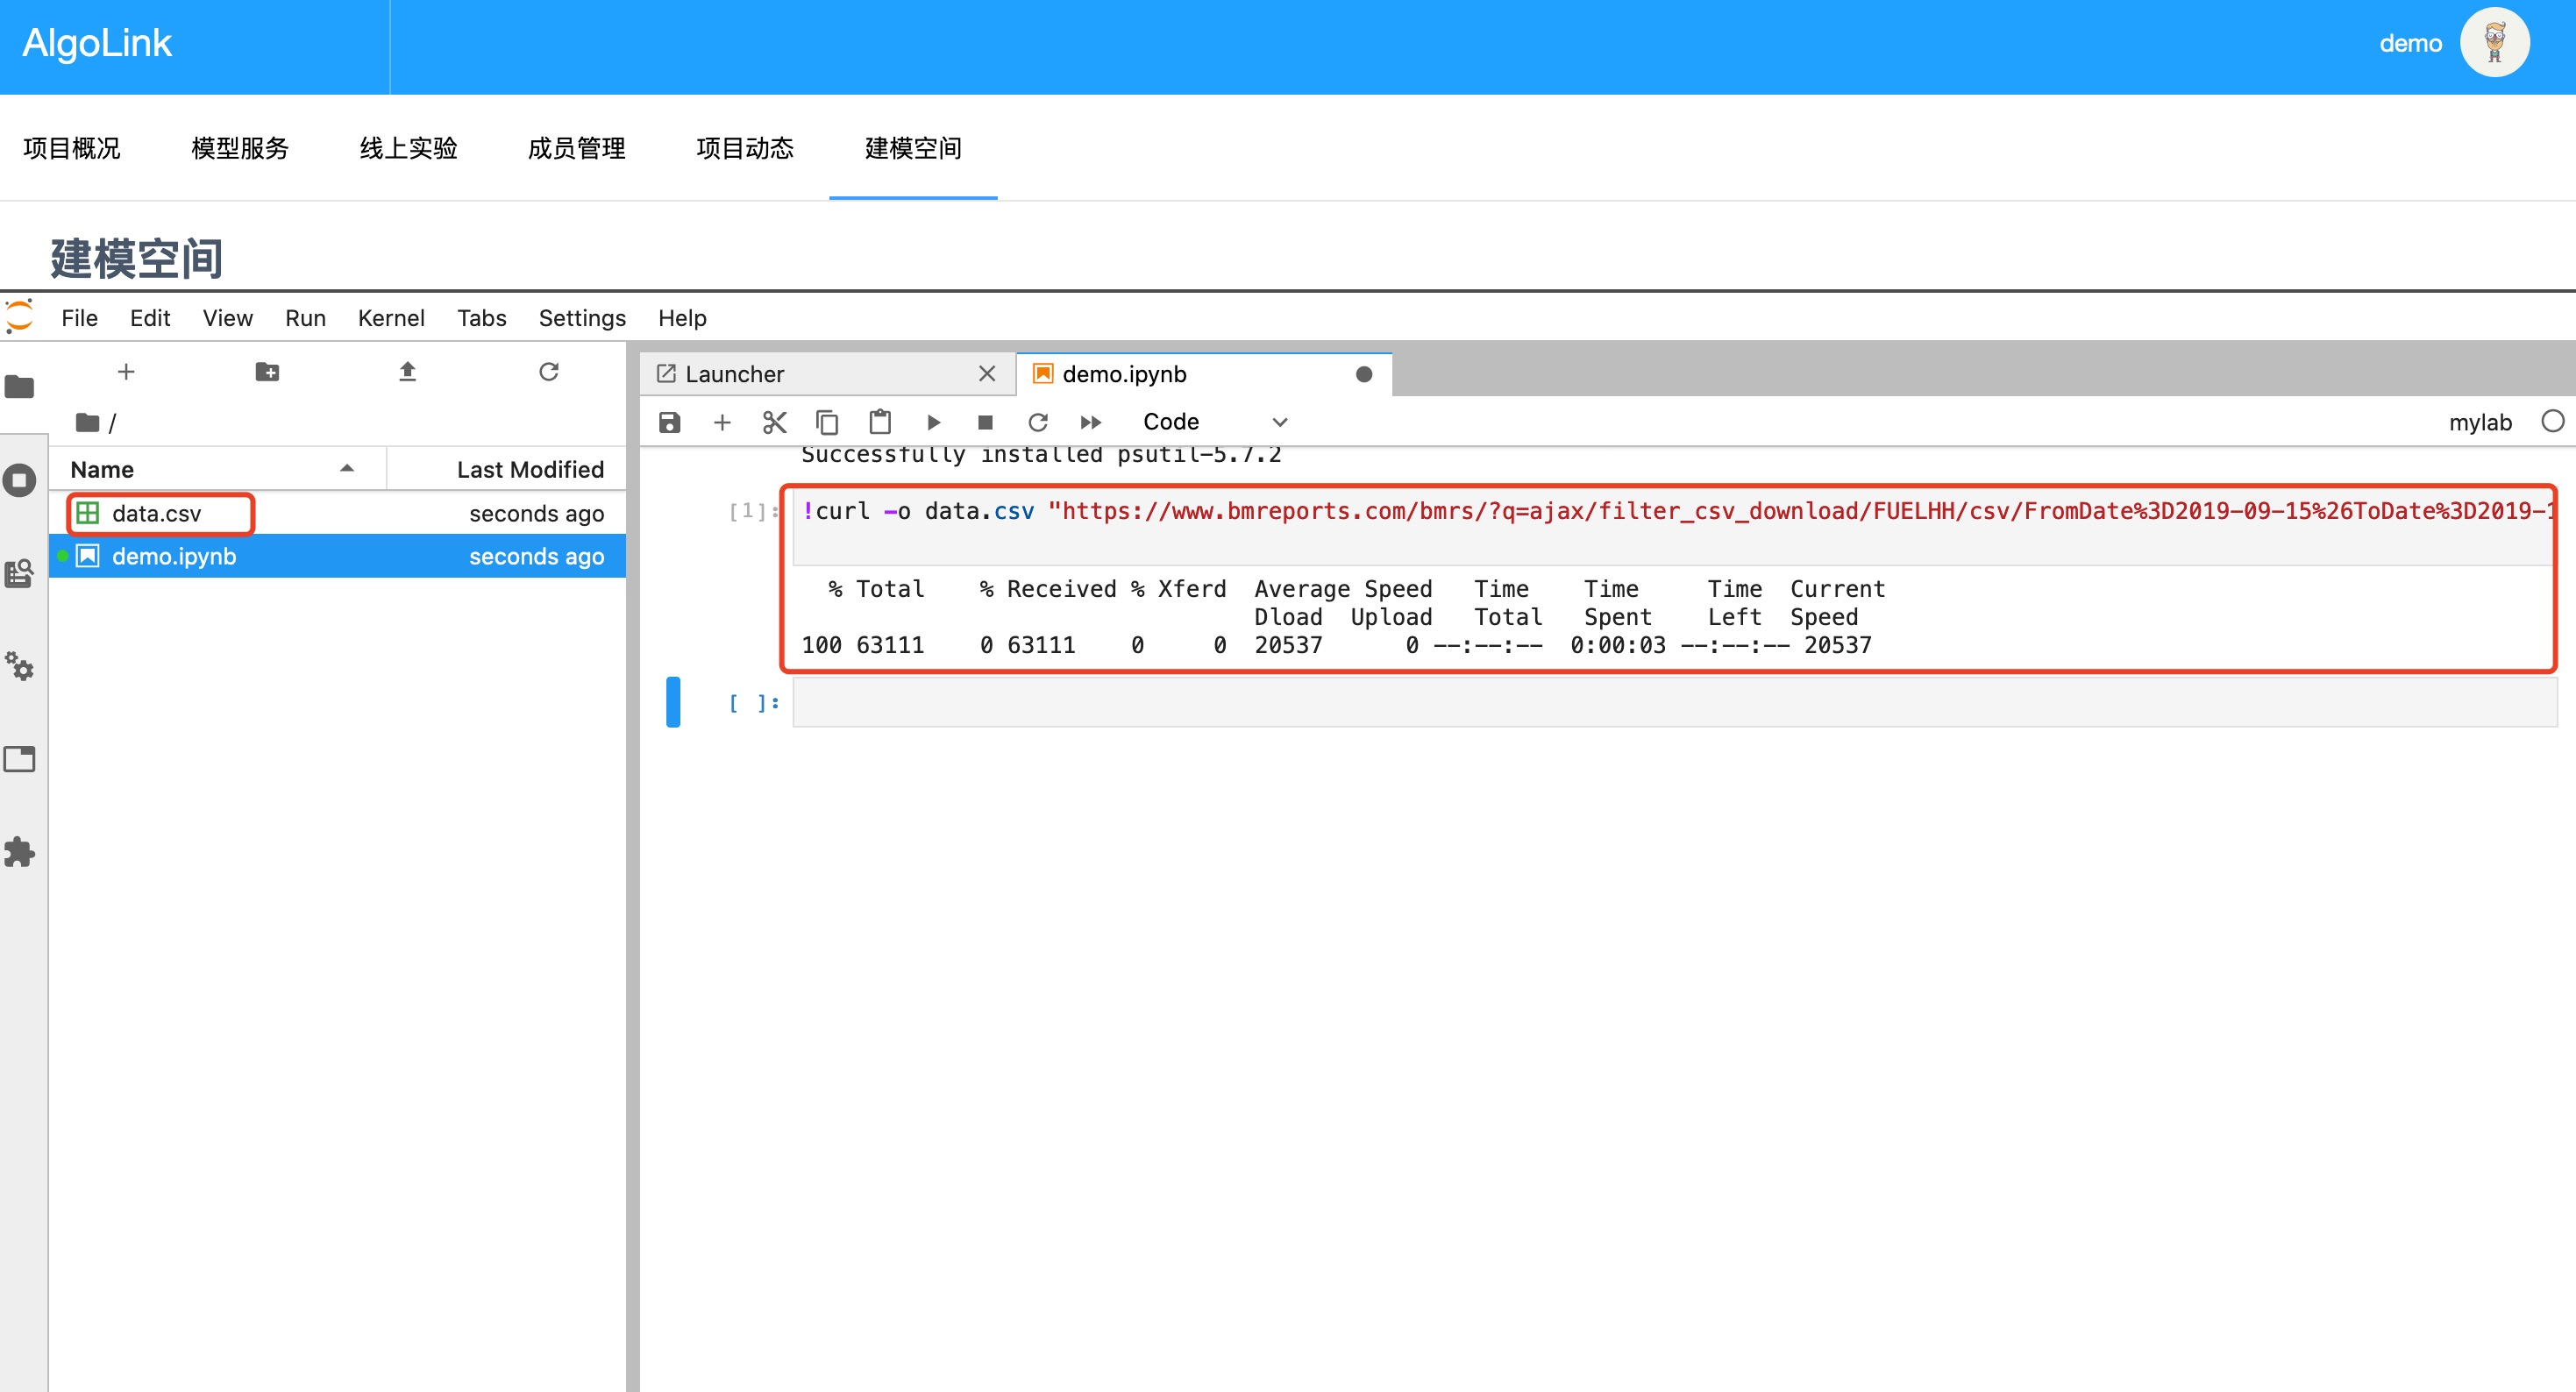 AlgoLink
demo
项目概况 模型服务 线上实验 成员管理 项目动态 建模空间
建模空间
File Edit View Run Kernel Tabs Settings Help
/
Name Last Modified
data.csv seconds ago
demo.ipynb seconds ago
Launcher demo.ipynb
Code mylab
Successfully installed psutil-5.7.2
[1]: !curl -o data.csv "https://www.bmreports.com/bmrs/?q=ajax/filter_csv_download/FUELHH/csv/FromDate%3D2019-09-15%26ToDate%3D2019-1
% Total % Received % Xferd Average Speed Time Time Time Current
Dload Upload Total Spent Left Speed
100 63111 0 63111 0 0 20537 0 --:--:-- 0:00:03 --:--:-- 20537
[ ]: